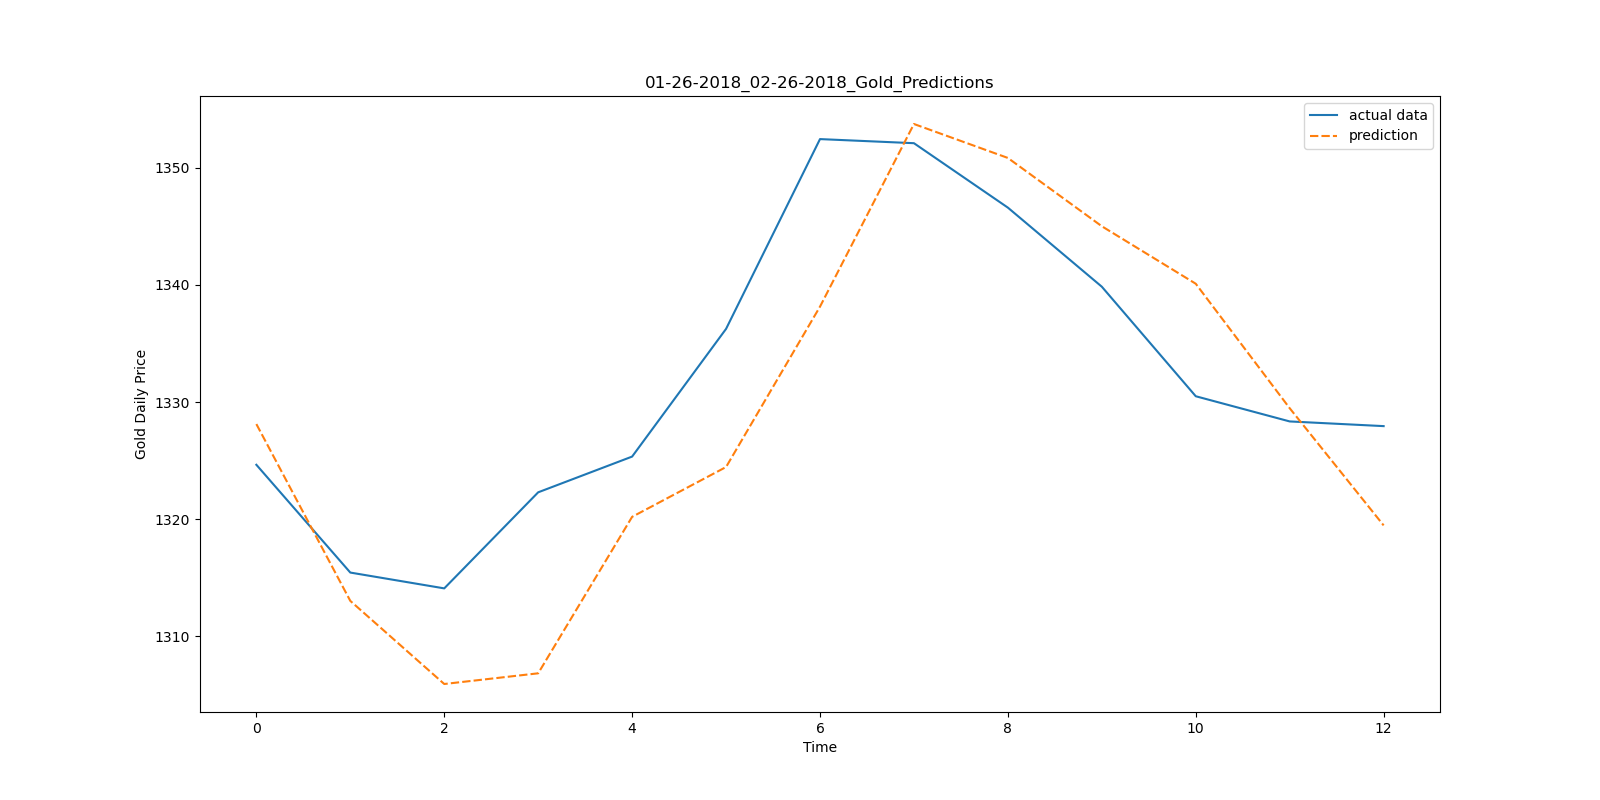 01-26-2018_02-26-2018_Gold_Predictions
actual data
prediction
Gold Daily Price
1350
1340
1330
1320
1310
0 2 4 6 8 10 12
Time